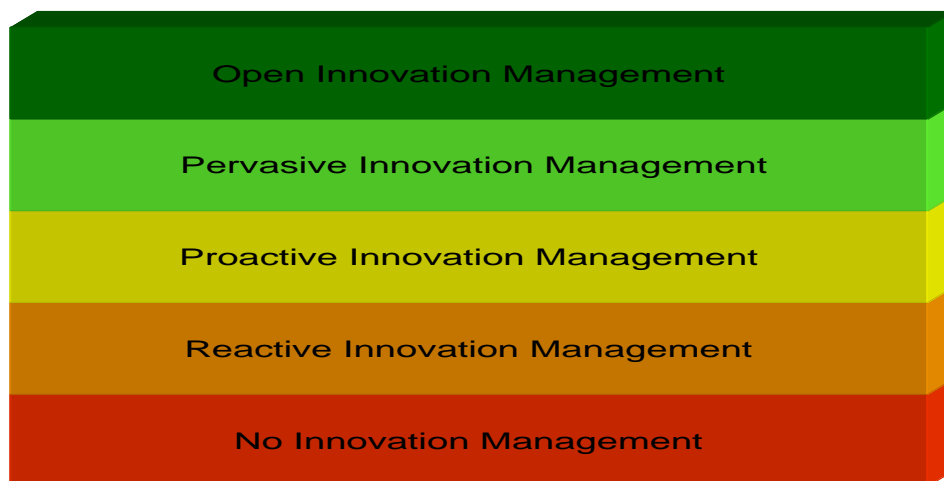 Open Innovation Management
Pervasive Innovation Management
Proactive Innovation Management
Reactive Innovation Management
No Innovation Management